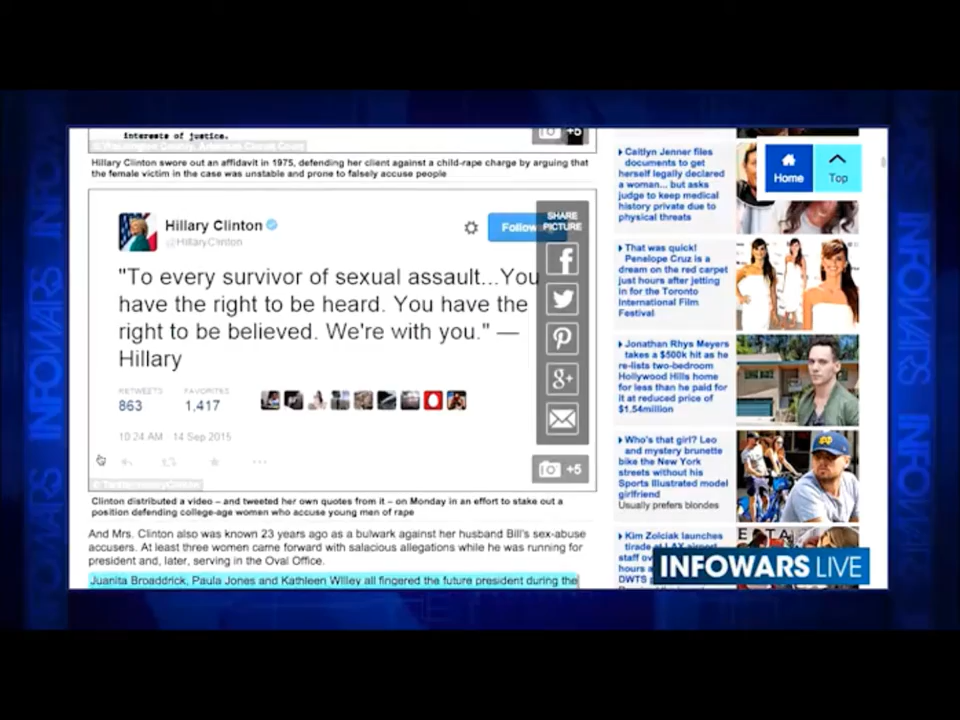 interests of justice.
+5
Hillary Clinton swore out an affidavit in 1975, defending her client against a child-rape charge by arguing that
the female victim in the case was unstable and prone to falsely accuse people
Hillary Clinton
@HillaryClinton
Follow
"To every survivor of sexual assault...You
have the right to be heard. You have the
right to be believed. We're with you." —
Hillary
RETWEETS FAVORITES
863 1,417
10:24 AM 14 Sep 2015
SHARE
PICTURE
+5
Clinton distributed a video – and tweeted her own quotes from it – on Monday in an effort to stake out a
position defending college-age women who accuse young men of rape
And Mrs. Clinton also was known 23 years ago as a bulwark against her husband Bill's sex-abuse
accusers. At least three women came forward with salacious allegations while he was running for
president and, later, serving in the Oval Office.
Juanita Broaddrick, Paula Jones and Kathleen Willey all fingered the future president during the
Caitlyn Jenner files
documents to get
herself legally declared
a woman... but asks
judge to keep medical
history private due to
physical threats
Home
Top
That was quick!
Penelope Cruz is a
dream on the red carpet
just hours after jetting
in for the Toronto
International Film
Festival
Jonathan Rhys Meyers
takes a $500k hit as he
re-lists two-bedroom
Hollywood Hills home
for less than he paid for
it at reduced price of
$1.54million
Who's that girl? Leo
and mystery brunette
bike the New York
streets without his
Sports Illustrated model
girlfriend
Usually prefers blondes
Kim Zolciak launches
tirade at LAX airport
staff
hours
DWTS
INFOWARS LIVE
INFOWARS
INFOWARS